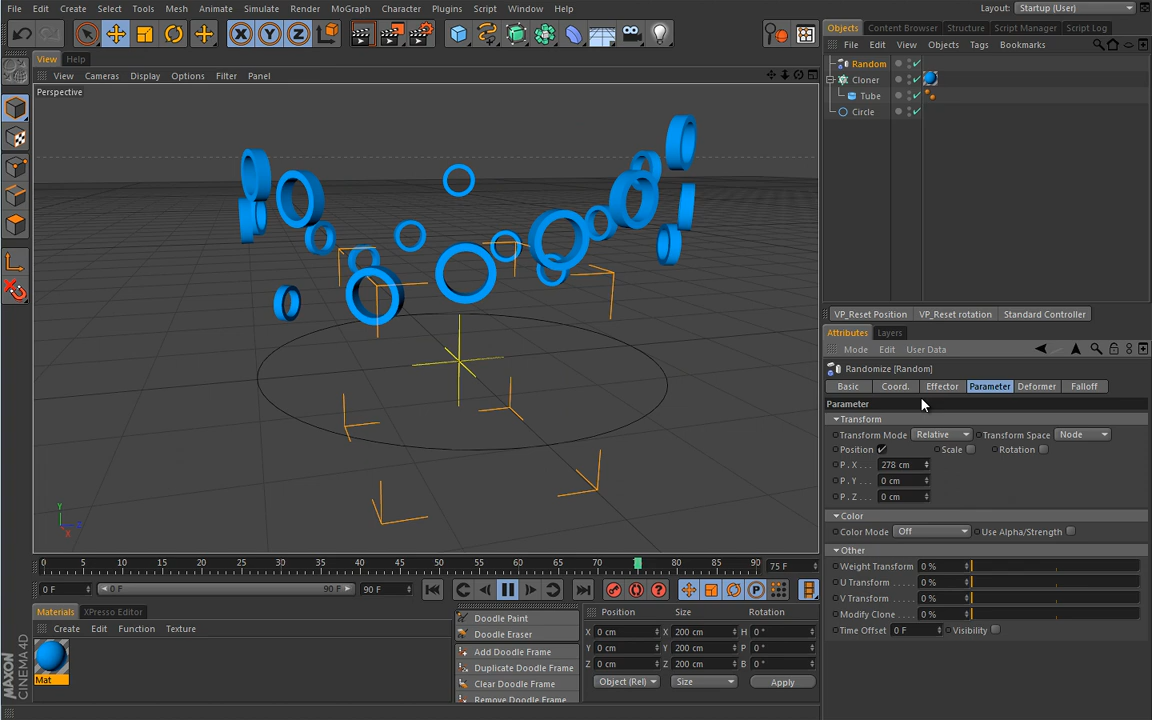 File Edit Create Select Tools Mesh Animate Simulate Render MoGraph Character Plugins Script Window Help Layout: Startup (User)
X Y Z
Objects Content Browser Structure Script Manager Script Log
File Edit View Objects Tags Bookmarks
View Help
View Cameras Display Options Filter Panel
Perspective
Random
Cloner
Tube
Circle
VP_Reset Position VP_Reset rotation Standard Controller
Attributes Layers
Mode Edit User Data
Randomize [Random]
Basic Coord. Effector Parameter Deformer Falloff
Parameter
Transform
Transform Mode Relative Transform Space Node
Position Scale Rotation
P . X . . . 278 cm
P . Y . . . 0 cm
P . Z . . . 0 cm
Color
Color Mode Off Use Alpha/Strength
Other
Weight Transform 0 %
U Transform . . . . . 0 %
V Transform . . . . . 0 %
Modify Clone . . . . 0 %
Time Offset 0 F Visibility
Y
Z
X
0 5 10 15 20 25 30 35 40 45 50 55 60 65 70 75 80 85 90 75 F
0 F 0 F 90 F 90 F P
Materials XPresso Editor
Create Edit Function Texture
Mat
MAXON
CINEMA 4D
Doodle Paint
Doodle Eraser
Add Doodle Frame
Duplicate Doodle Frame
Clear Doodle Frame
Remove Doodle Frame
Position Size Rotation
X 0 cm X 200 cm H 0 °
Y 0 cm Y 200 cm P 0 °
Z 0 cm Z 200 cm B 0 °
Object (Rel) Size Apply